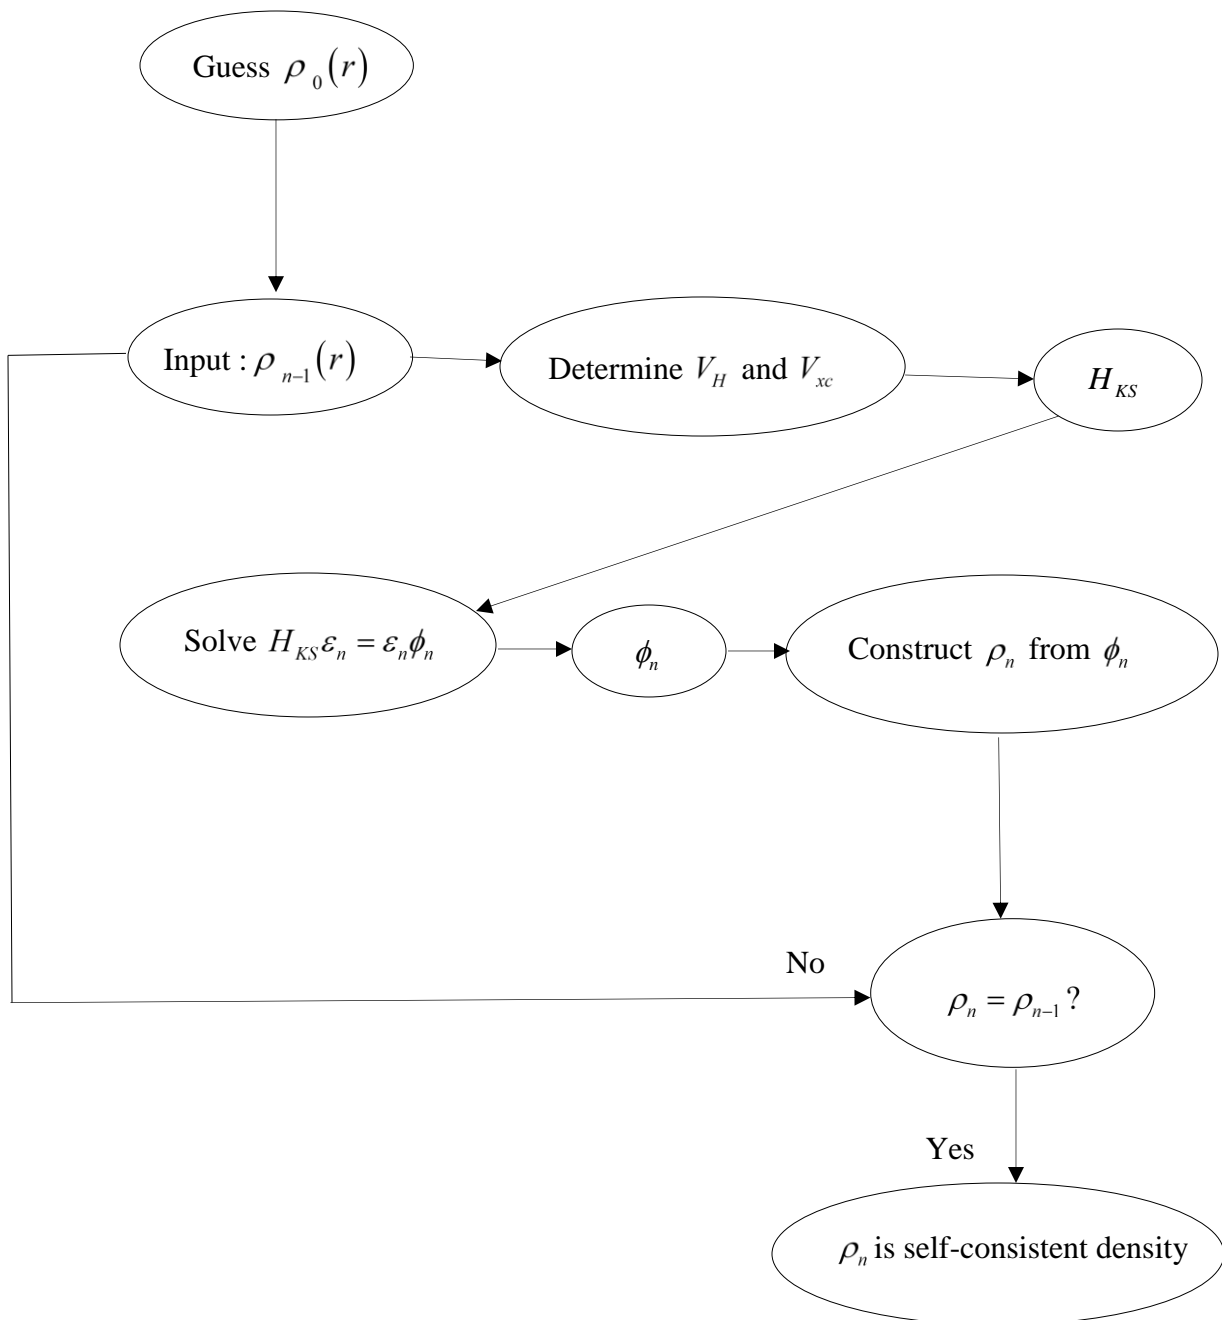 Guess ρ₀(r)
Input : ρₙ₋₁(r)
Determine V_H and V_xc
H_KS
Solve H_KS εₙ = εₙϕₙ
ϕₙ
Construct ρₙ from ϕₙ
No
ρₙ = ρₙ₋₁ ?
Yes
ρₙ is self-consistent density